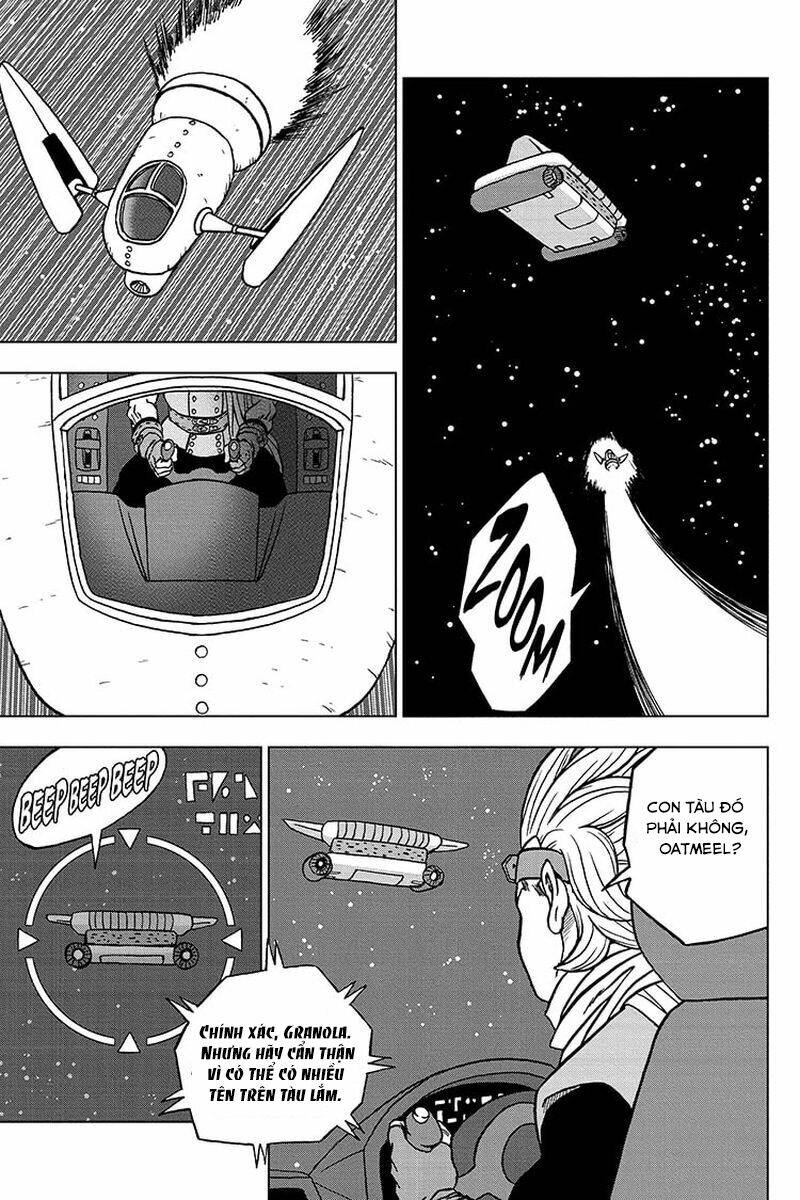 ZOOM
BEEP BEEP BEEP
CON TÀU ĐÓ
PHẢI KHÔNG,
OATMEEL?
CHÍNH XÁC, GRANOLA.
NHƯNG HÃY CẨN THẬN
VÌ CÓ THỂ CÓ NHIỀU
TÊN TRÊN TÀU LẮM.